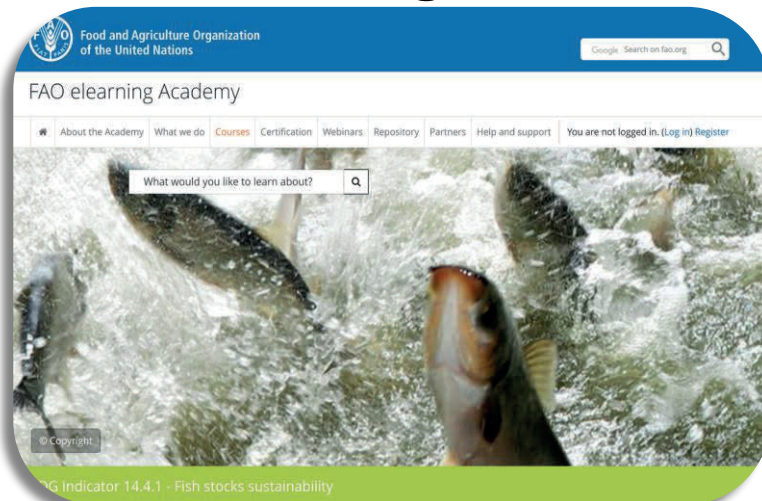 Food and Agriculture Organization
of the United Nations
Google Search on fao.org
FAO elearning Academy
About the Academy What we do Courses Certification Webinars Repository Partners Help and support You are not logged in. (Log in) Register
What would you like to learn about?
© Copyright
Indicator 14.4.1 - Fish stocks sustainability